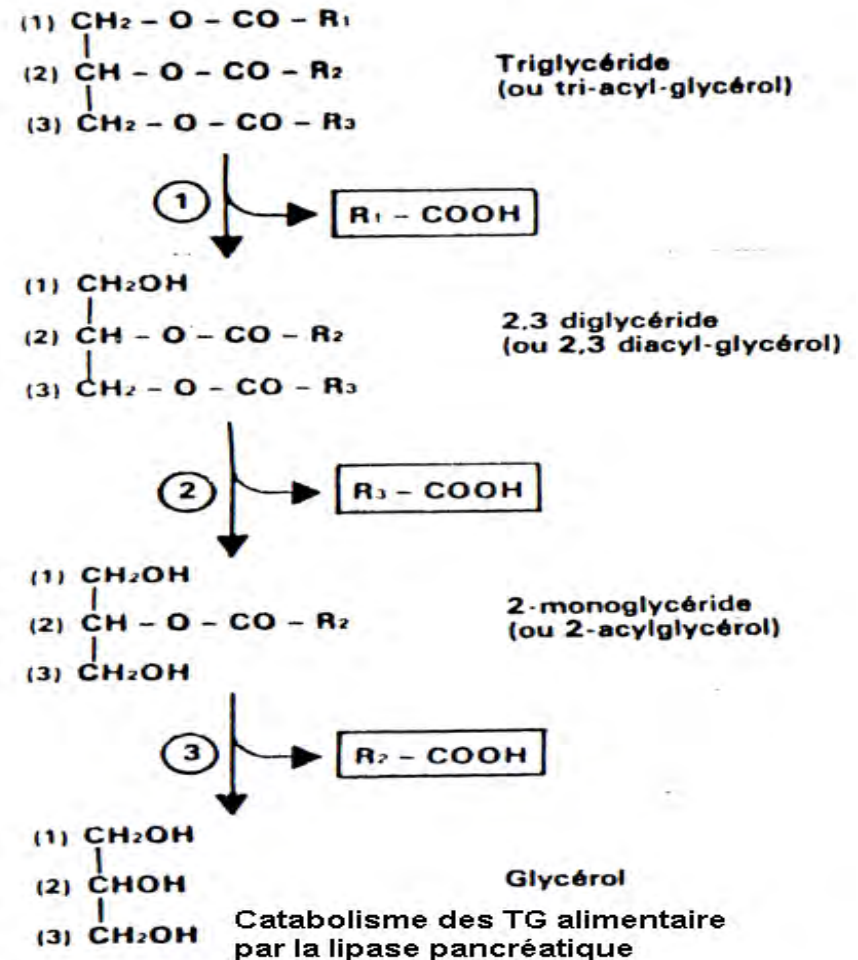 (1) CH₂ – O – CO – R₁
(2) CH – O – CO – R₂
Triglycéride
(ou tri-acyl-glycérol)
(3) CH₂ – O – CO – R₃
1
R₁ – COOH
(1) CH₂OH
(2) CH – O – CO – R₂
2,3 diglycéride
(ou 2,3 diacyl-glycérol)
(3) CH₂ – O – CO – R₃
2
R₃ – COOH
(1) CH₂OH
(2) CH – O – CO – R₂
2-monoglycéride
(ou 2-acylglycérol)
(3) CH₂OH
3
R₂ – COOH
(1) CH₂OH
(2) CHOH
Glycérol
(3) CH₂OH
Catabolisme des TG alimentaire
par la lipase pancréatique